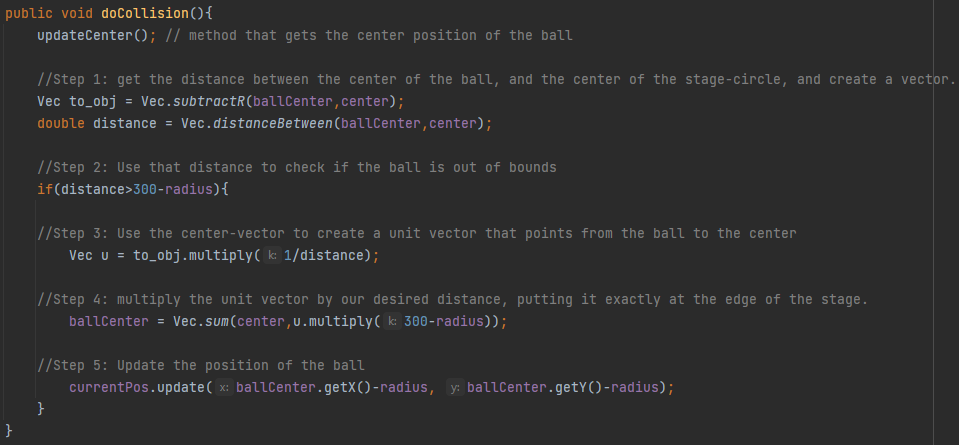 public void doCollision(){
updateCenter(); // method that gets the center position of the ball
//Step 1: get the distance between the center of the ball, and the center of the stage-circle, and create a vector.
Vec to_obj = Vec.subtractR(ballCenter,center);
double distance = Vec.distanceBetween(ballCenter,center);
//Step 2: Use that distance to check if the ball is out of bounds
if(distance>300-radius){
//Step 3: Use the center-vector to create a unit vector that points from the ball to the center
Vec u = to_obj.multiply( k: 1/distance);
//Step 4: multiply the unit vector by our desired distance, putting it exactly at the edge of the stage.
ballCenter = Vec.sum(center,u.multiply( k: 300-radius));
//Step 5: Update the position of the ball
currentPos.update( x: ballCenter.getX()-radius, y: ballCenter.getY()-radius);
}
}